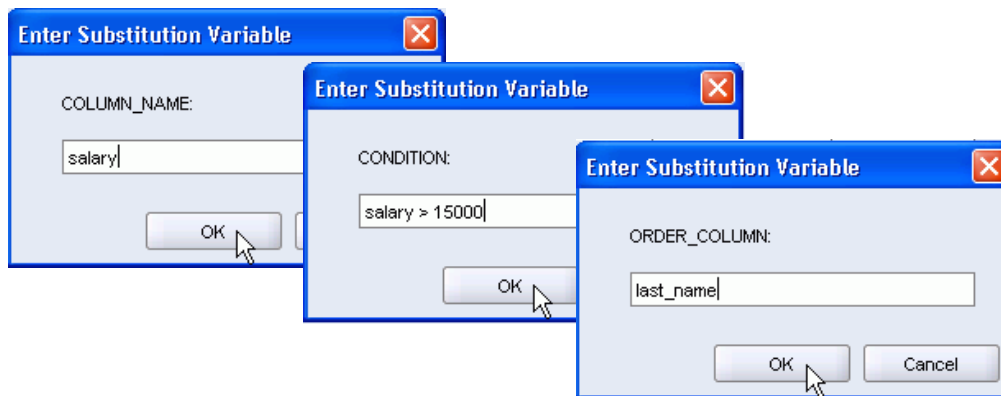 Enter Substitution Variable
COLUMN_NAME:
salary
OK
Enter Substitution Variable
CONDITION:
salary > 15000
OK
Enter Substitution Variable
ORDER_COLUMN:
last_name
OK
Cancel